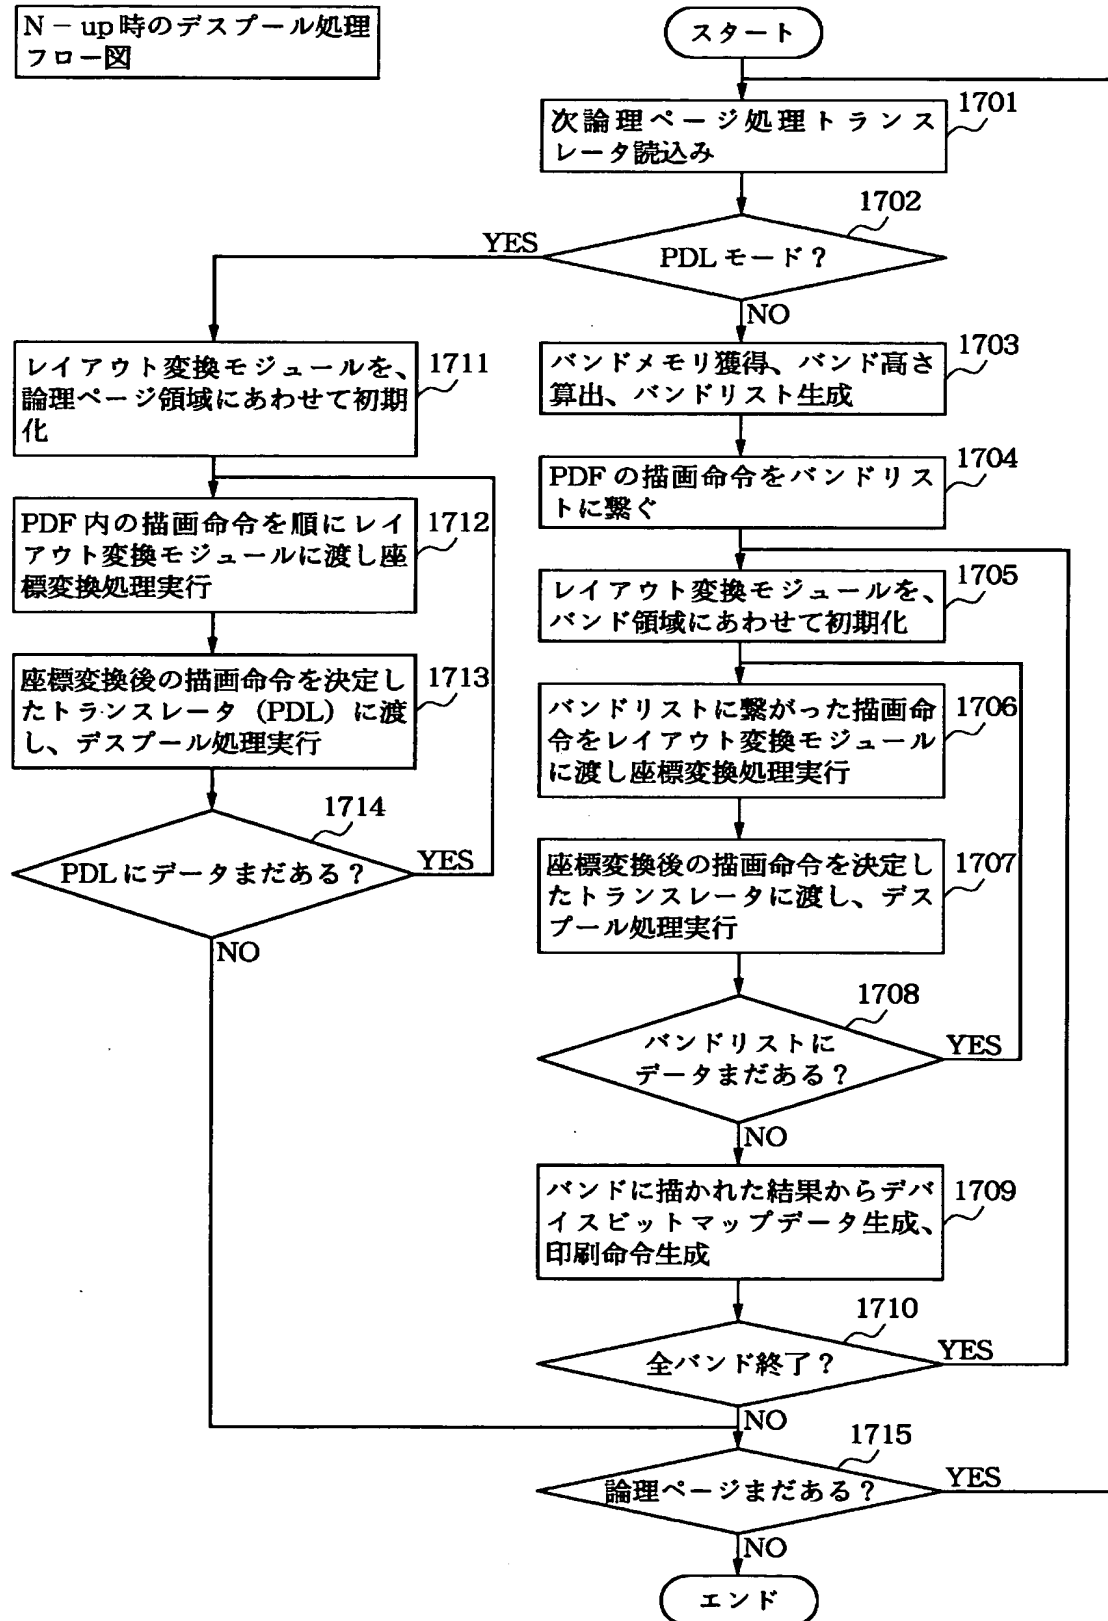 N－up時のデスプール処理
フロー図
スタート
1701
次論理ページ処理トランス
レータ読込み
1702
PDLモード？
YES
NO
1703
バンドメモリ獲得、バンド高さ
算出、バンドリスト生成
1704
PDFの描画命令をバンドリス
トに繋ぐ
1705
レイアウト変換モジュールを、
バンド領域にあわせて初期化
1706
バンドリストに繋がった描画命
令をレイアウト変換モジュール
に渡し座標変換処理実行
1707
座標変換後の描画命令を決定し
たトランスレータに渡し、デス
プール処理実行
1708
バンドリストに
データまだある？
YES
NO
1709
バンドに描かれた結果からデバ
イスビットマップデータ生成、
印刷命令生成
1710
全バンド終了？
YES
NO
1711
レイアウト変換モジュールを、
論理ページ領域にあわせて初期
化
1712
PDF内の描画命令を順にレイ
アウト変換モジュールに渡し座
標変換処理実行
1713
座標変換後の描画命令を決定し
たトランスレータ（PDL）に渡
し、デスプール処理実行
1714
PDLにデータまだある？
YES
NO
1715
論理ページまだある？
YES
NO
エンド